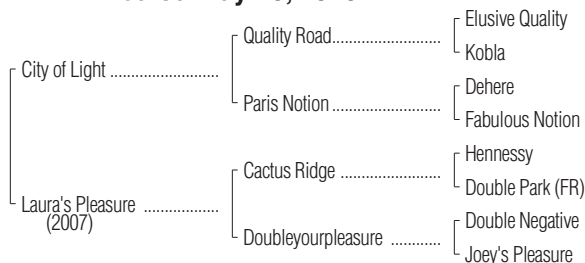 Elusive Quality
Quality Road
Kobla
City of Light
Dehere
Paris Notion
Fabulous Notion
Hennessy
Cactus Ridge
Double Park (FR)
Laura's Pleasure
(2007)
Double Negative
Doubleyourpleasure
Joey's Pleasure